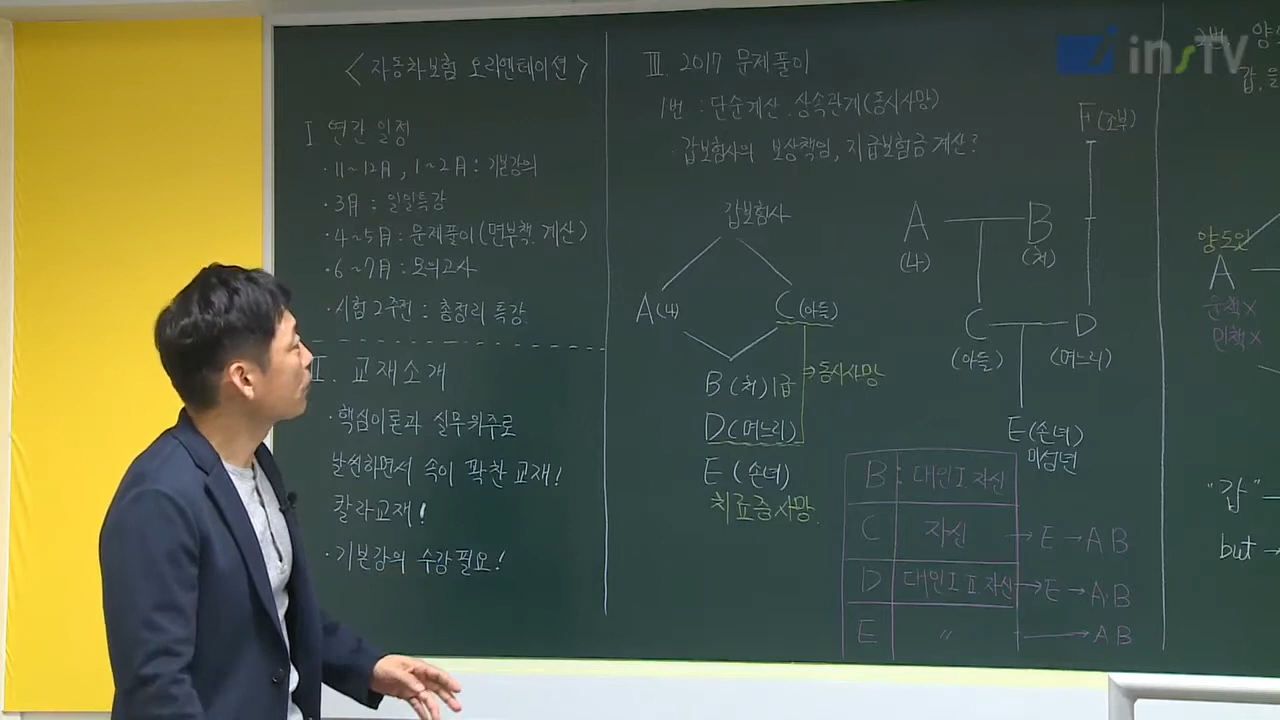 insTV
< 자동차보험 오리엔테이션 >
I 연간 일정
· 11~12月, 1~2月 : 기본강의
· 3月 : 일일특강
· 4~5月 : 문제풀이(면부책. 계산)
· 6~7月 : 모의고사
· 시험 2주전 : 총정리 특강.
II. 교재소개
· 핵심이론과 실무위주로
날씬하면서 속이 꽉찬 교재!
칼라교재!
· 기본강의 수강필요!
III. 2017 문제풀이
1번 : 단순계산. 상속관계(동시사망)
· 갑보험사의 보상책임, 지급보험금 계산?
갑보험사
A(나)
C(아들)
→동시사망
B(처)1급
D(며느리)
E(손녀)
치료중사망.
F(조부)
A
B
(나)
(처)
C
D
(아들)
(며느리)
E(손녀)
미성년
B : 대인I 자신
C 자신 → E → A B
D 대인I II 자신 → E → A.B
E 〃 → A B
2번
갑,을
양도인
A
운책×
민책×
"갑"
but →